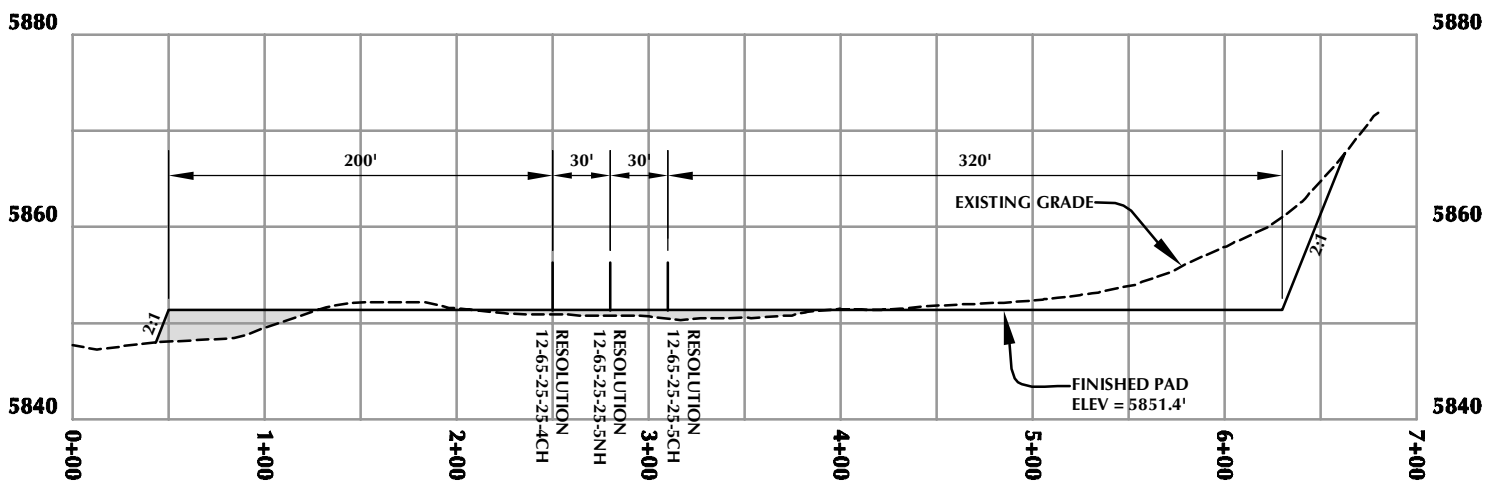 5880
5880
200'
30'
30'
320'
EXISTING GRADE
5860
5860
2:1
2:1
RESOLUTION
12-65-25-25-4CH
RESOLUTION
12-65-25-25-5NH
RESOLUTION
12-65-25-25-5CH
FINISHED PAD
ELEV = 5851.4'
5840
5840
0+00
1+00
2+00
3+00
4+00
5+00
6+00
7+00